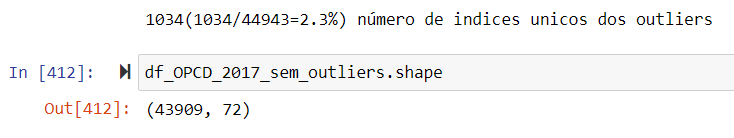 1034(1034/44943=2.3%) número de indices unicos dos outliers
In [412]: df_OPCD_2017_sem_outliers.shape
Out[412]: (43909, 72)